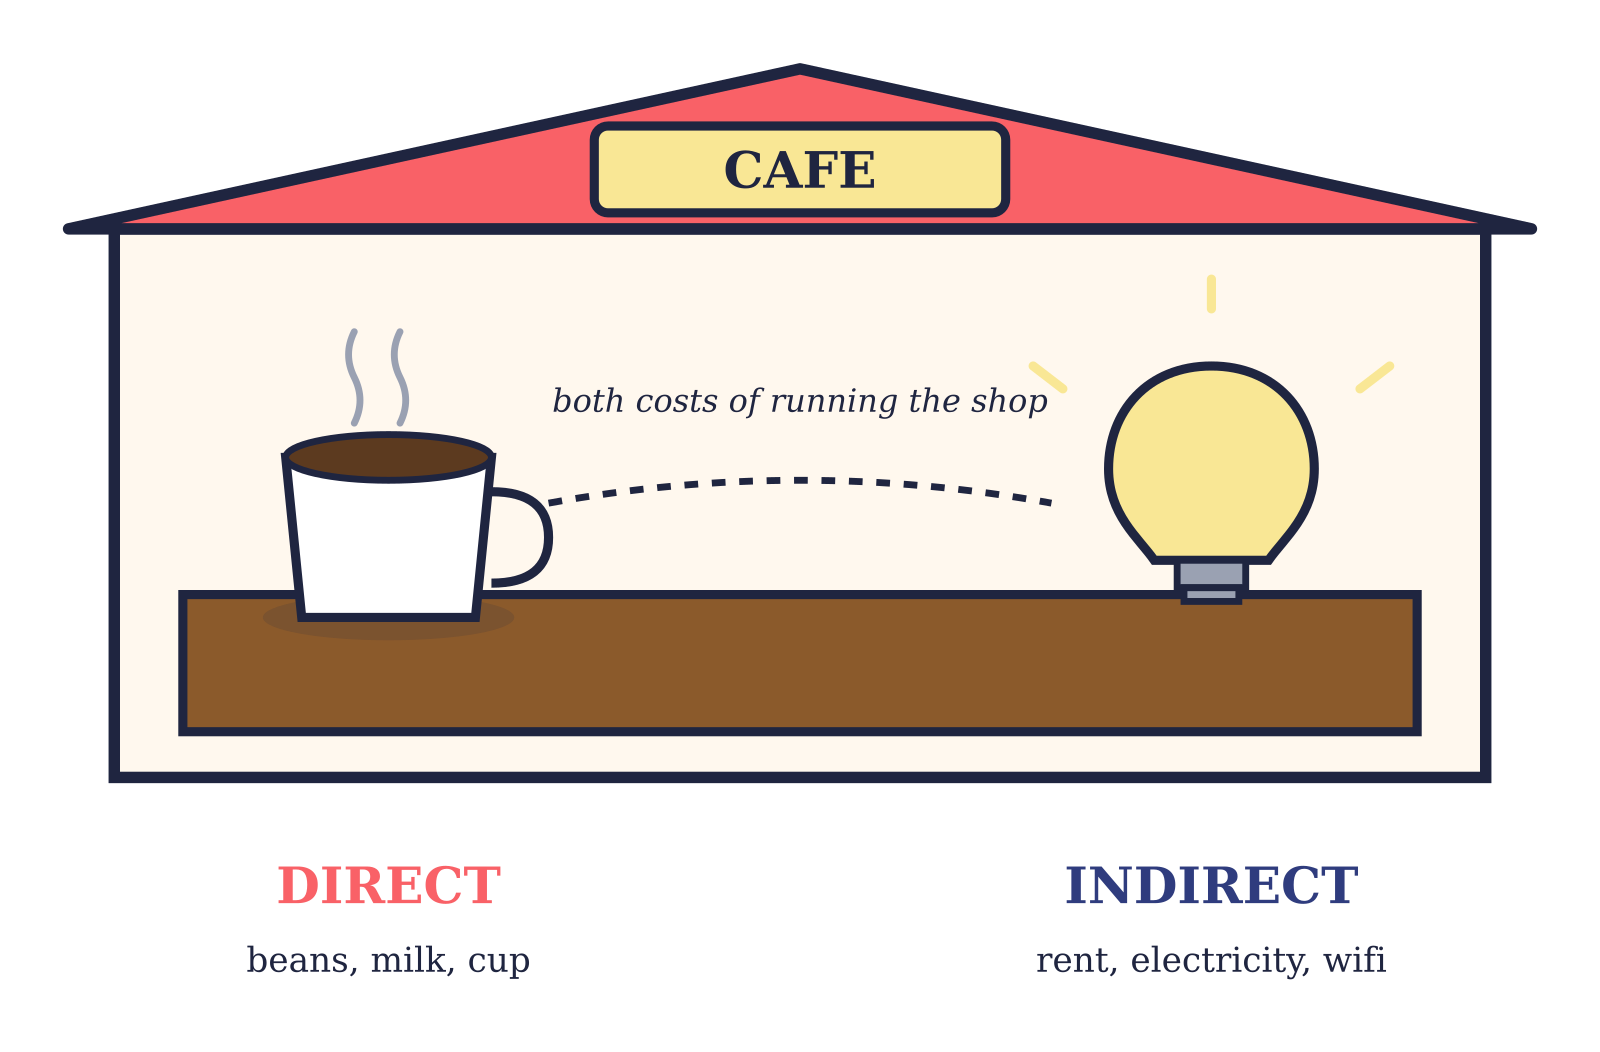 CAFE
both costs of running the shop
DIRECT
INDIRECT
beans, milk, cup
rent, electricity, wifi